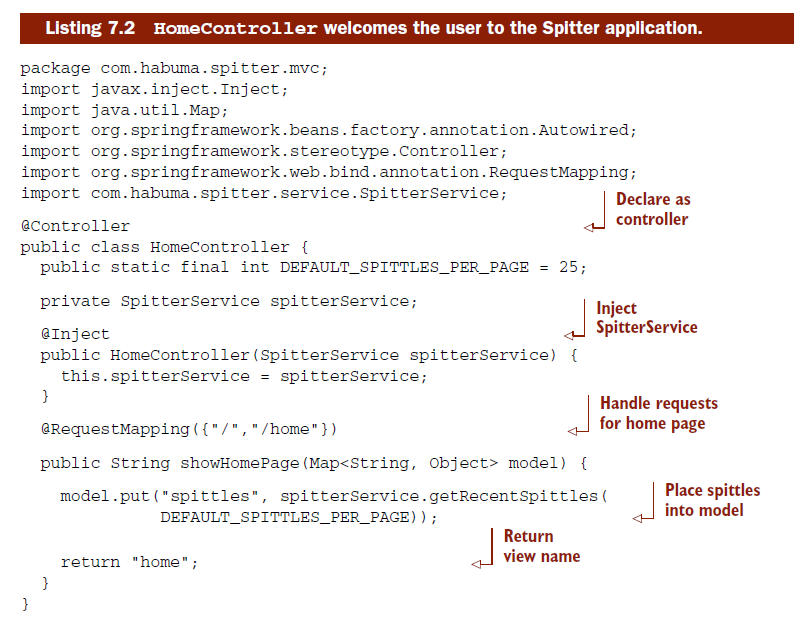 Listing 7.2 HomeController welcomes the user to the Spitter application.
package com.habuma.spitter.mvc;
import javax.inject.Inject;
import java.util.Map;
import org.springframework.beans.factory.annotation.Autowired;
import org.springframework.stereotype.Controller;
import org.springframework.web.bind.annotation.RequestMapping;
import com.habuma.spitter.service.SpitterService;
Declare as
controller
@Controller
public class HomeController {
public static final int DEFAULT_SPITTLES_PER_PAGE = 25;
private SpitterService spitterService;
Inject
SpitterService
@Inject
public HomeController(SpitterService spitterService) {
this.spitterService = spitterService;
}
Handle requests
for home page
@RequestMapping({"/","/home"})
public String showHomePage(Map<String, Object> model) {
Place spittles
into model
model.put("spittles", spitterService.getRecentSpittles(
DEFAULT_SPITTLES_PER_PAGE));
Return
view name
return "home";
}
}